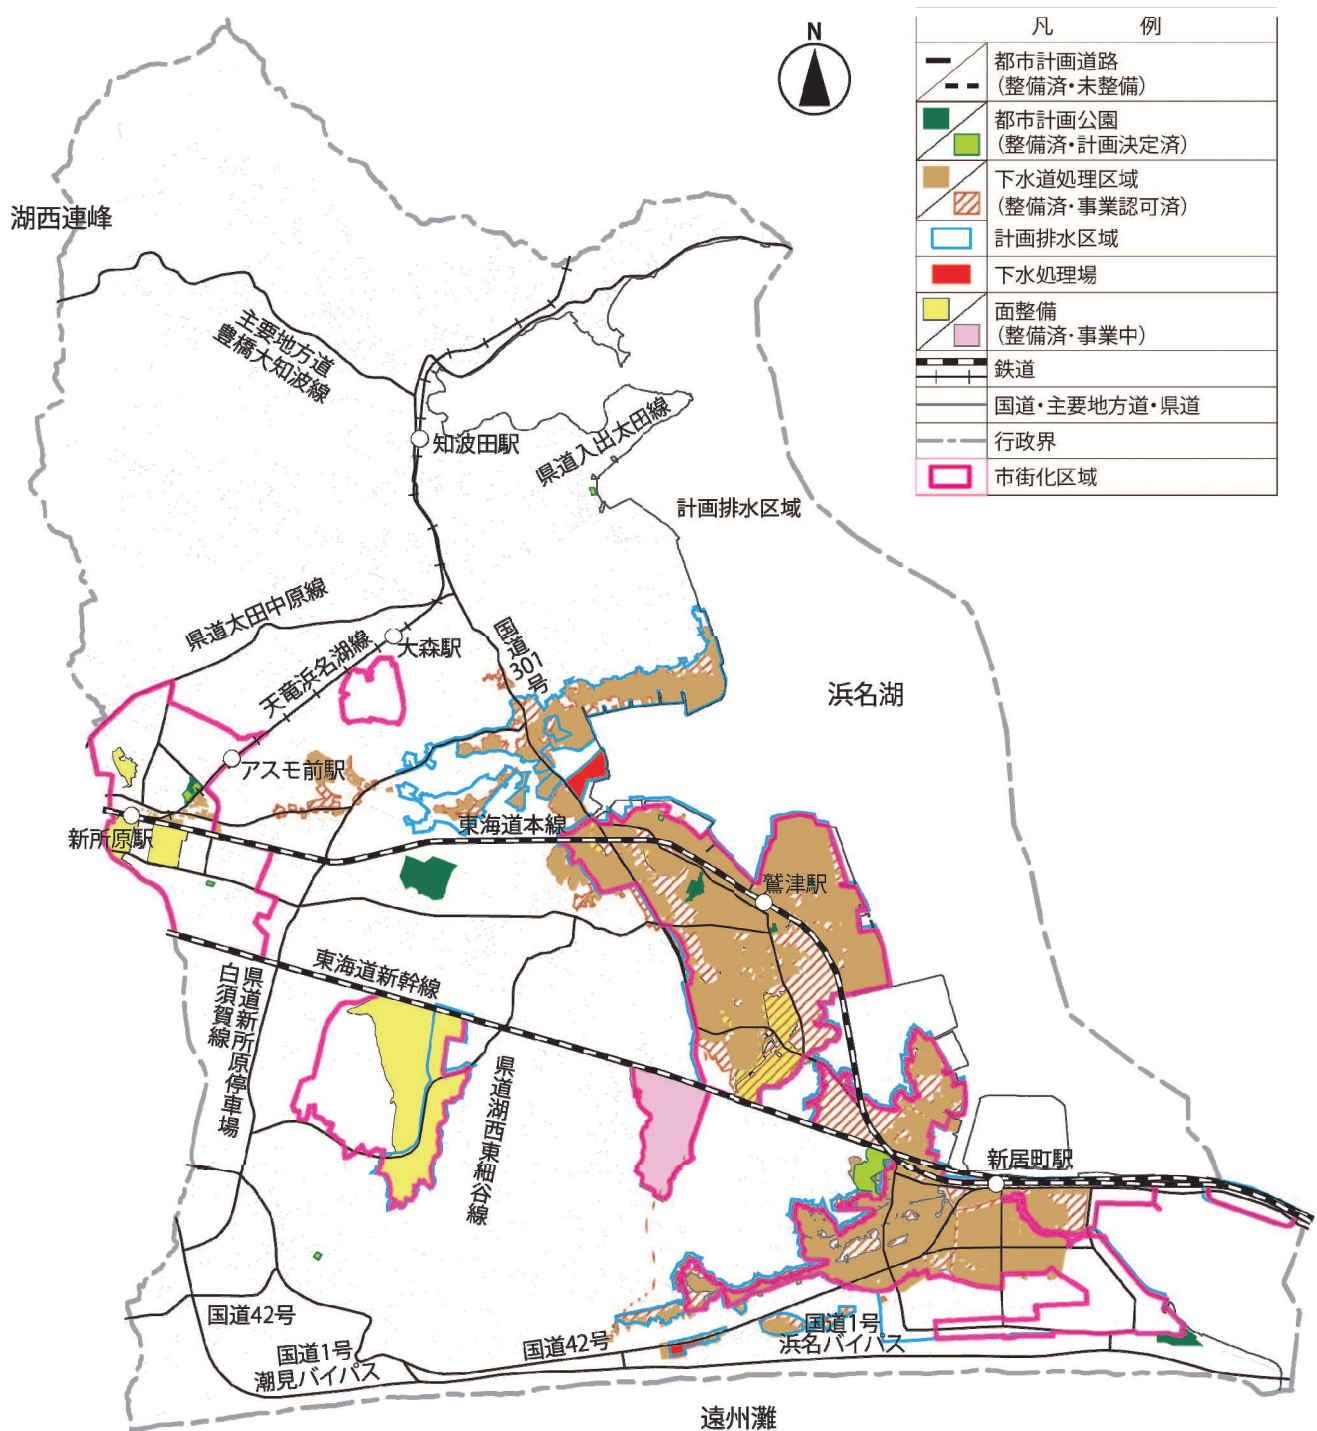 N
凡 例
都市計画道路
(整備済・未整備)
都市計画公園
(整備済・計画決定済)
下水道処理区域
(整備済・事業認可済)
計画排水区域
下水処理場
面整備
(整備済・事業中)
鉄道
国道・主要地方道・県道
行政界
市街化区域
湖西連峰
主要地方道
豊橋大知波線
知波田駅
県道入出太田線
計画排水区域
県道太田中原線
天竜浜名湖線
大森駅
国道301号
浜名湖
アスモ前駅
新所原駅
東海道本線
鷲津駅
東海道新幹線
県道新所原停車場
白須賀線
県道湖西東細谷線
新居町駅
国道42号
国道1号
潮見バイパス
国道42号
国道1号
浜名バイパス
遠州灘